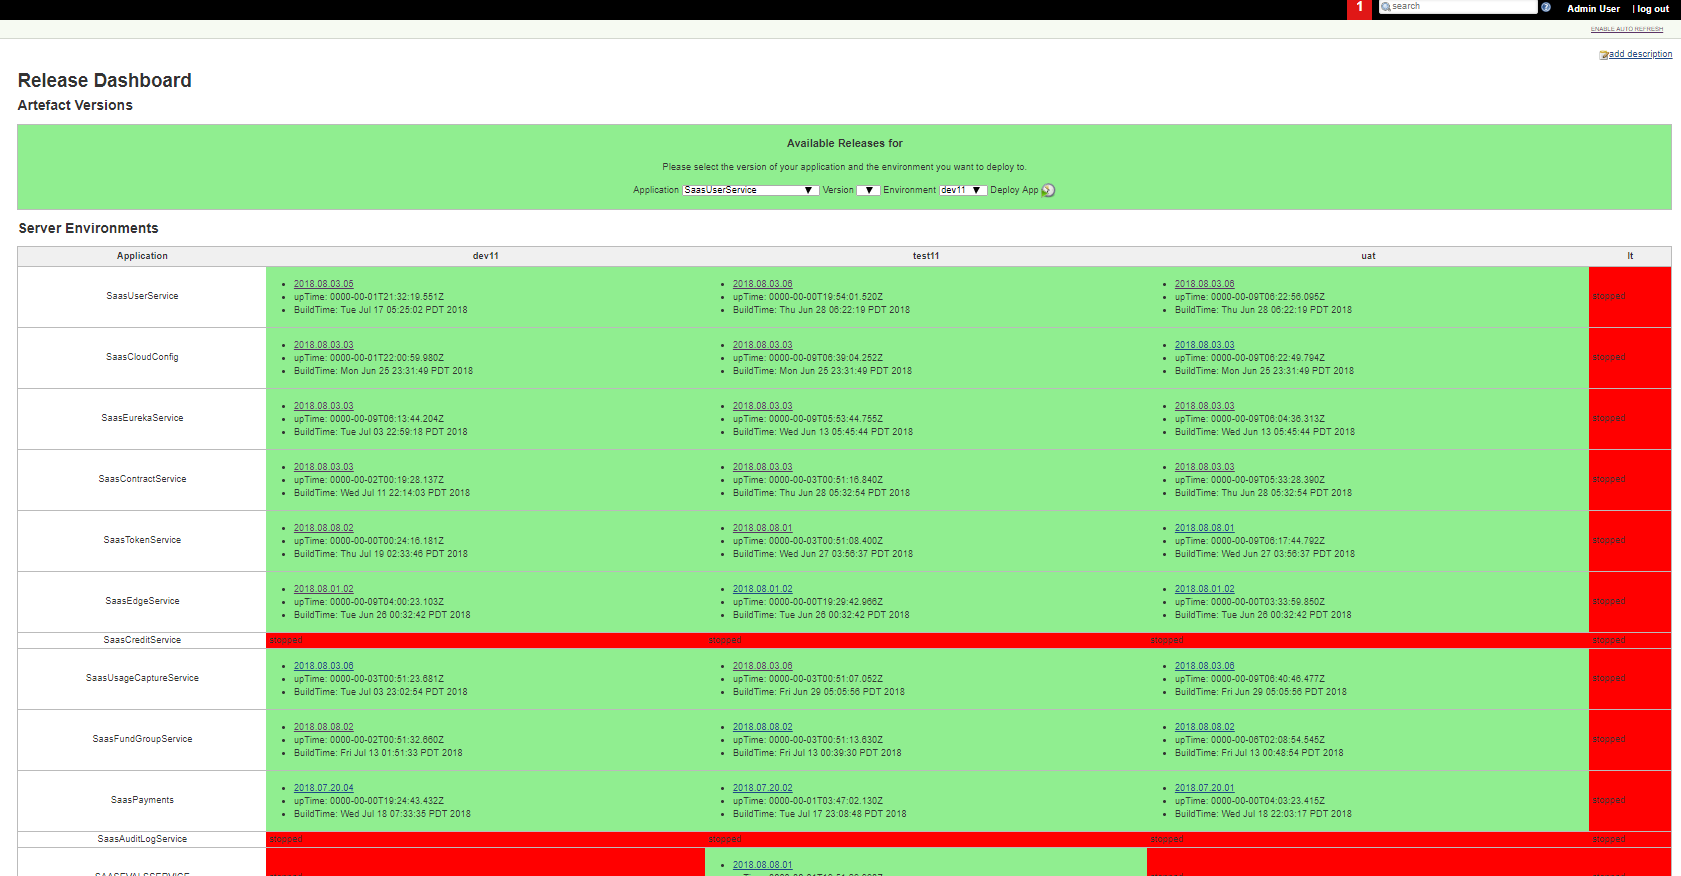 1 search Admin User | log out
ENABLE AUTO REFRESH
add description
Release Dashboard
Artefact Versions
Available Releases for
Please select the version of your application and the environment you want to deploy to.
Application SaasUserService Version Environment dev11 Deploy App
Server Environments
Application dev11 test11 uat lt
2018.08.03.05 2018.08.03.06 2018.08.03.06
SaasUserService upTime: 0000-00-01T21:32:19.551Z upTime: 0000-00-00T19:54:01.520Z upTime: 0000-00-09T06:22:56.095Z stopped
BuildTime: Tue Jul 17 05:25:02 PDT 2018 BuildTime: Thu Jun 28 06:22:19 PDT 2018 BuildTime: Thu Jun 28 06:22:19 PDT 2018
2018.08.03.03 2018.08.03.03 2018.08.03.03
SaasCloudConfig upTime: 0000-00-01T22:00:59.980Z upTime: 0000-00-09T06:39:04.252Z upTime: 0000-00-09T06:22:49.794Z stopped
BuildTime: Mon Jun 25 23:31:49 PDT 2018 BuildTime: Mon Jun 25 23:31:49 PDT 2018 BuildTime: Mon Jun 25 23:31:49 PDT 2018
2018.08.03.03 2018.08.03.03 2018.08.03.03
SaasEurekaService upTime: 0000-00-09T06:13:44.204Z upTime: 0000-00-09T05:53:44.755Z upTime: 0000-00-09T06:04:36.313Z stopped
BuildTime: Tue Jul 03 22:59:18 PDT 2018 BuildTime: Wed Jun 13 05:45:44 PDT 2018 BuildTime: Wed Jun 13 05:45:44 PDT 2018
2018.08.03.03 2018.08.03.03 2018.08.03.03
SaasContractService upTime: 0000-00-02T00:19:28.137Z upTime: 0000-00-03T00:51:16.840Z upTime: 0000-00-09T05:33:28.390Z stopped
BuildTime: Wed Jul 11 22:14:03 PDT 2018 BuildTime: Thu Jun 28 05:32:54 PDT 2018 BuildTime: Thu Jun 28 05:32:54 PDT 2018
2018.08.08.02 2018.08.08.01 2018.08.08.01
SaasTokenService upTime: 0000-00-00T00:24:16.181Z upTime: 0000-00-03T00:51:08.400Z upTime: 0000-00-09T06:17:44.792Z stopped
BuildTime: Thu Jul 19 02:33:46 PDT 2018 BuildTime: Wed Jun 27 03:56:37 PDT 2018 BuildTime: Wed Jun 27 03:56:37 PDT 2018
2018.08.01.02 2018.08.01.02 2018.08.01.02
SaasEdgeService upTime: 0000-00-09T04:00:23.103Z upTime: 0000-00-00T19:29:42.966Z upTime: 0000-00-00T03:33:59.850Z stopped
BuildTime: Tue Jun 26 00:32:42 PDT 2018 BuildTime: Tue Jun 26 00:32:42 PDT 2018 BuildTime: Tue Jun 26 00:32:42 PDT 2018
SaasCreditService stopped stopped stopped stopped
2018.08.03.06 2018.08.03.06 2018.08.03.06
SaasUsageCaptureService upTime: 0000-00-03T00:51:23.681Z upTime: 0000-00-03T00:51:07.052Z upTime: 0000-00-09T06:40:46.477Z stopped
BuildTime: Tue Jul 03 23:02:54 PDT 2018 BuildTime: Fri Jun 29 05:05:56 PDT 2018 BuildTime: Fri Jun 29 05:05:56 PDT 2018
2018.08.08.02 2018.08.08.02 2018.08.08.02
SaasFundGroupService upTime: 0000-00-02T00:51:32.660Z upTime: 0000-00-03T00:51:13.630Z upTime: 0000-00-06T02:08:54.545Z stopped
BuildTime: Fri Jul 13 01:51:33 PDT 2018 BuildTime: Fri Jul 13 00:39:30 PDT 2018 BuildTime: Fri Jul 13 00:48:54 PDT 2018
2018.07.20.04 2018.07.20.02 2018.07.20.01
SaasPayments upTime: 0000-00-00T19:24:43.432Z upTime: 0000-00-01T03:47:02.130Z upTime: 0000-00-00T04:03:23.415Z stopped
BuildTime: Wed Jul 18 07:33:35 PDT 2018 BuildTime: Tue Jul 17 23:08:48 PDT 2018 BuildTime: Wed Jul 18 22:03:17 PDT 2018
SaasAuditLogService stopped stopped stopped stopped
2018.08.08.01